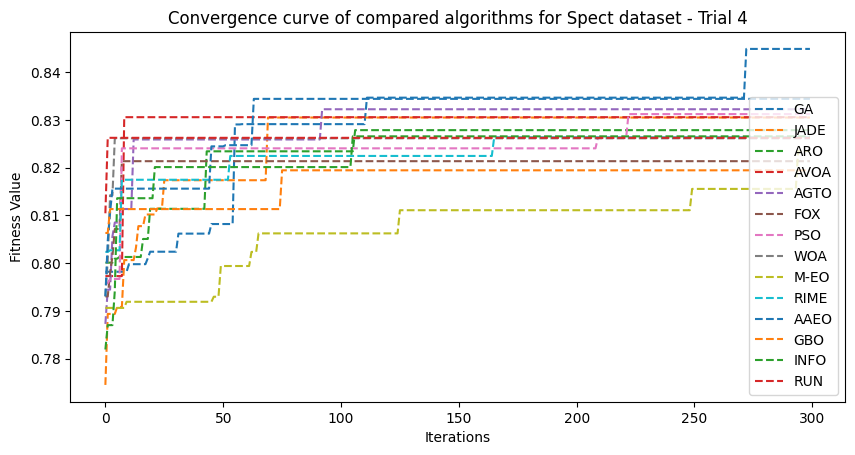 Convergence curve of compared algorithms for Spect dataset - Trial 4
Fitness Value
0.84
0.83
0.82
0.81
0.80
0.79
0.78
0
50
100
150
200
250
300
Iterations
GA
JADE
ARO
AVOA
AGTO
FOX
PSO
WOA
M-EO
RIME
AAEO
GBO
INFO
RUN